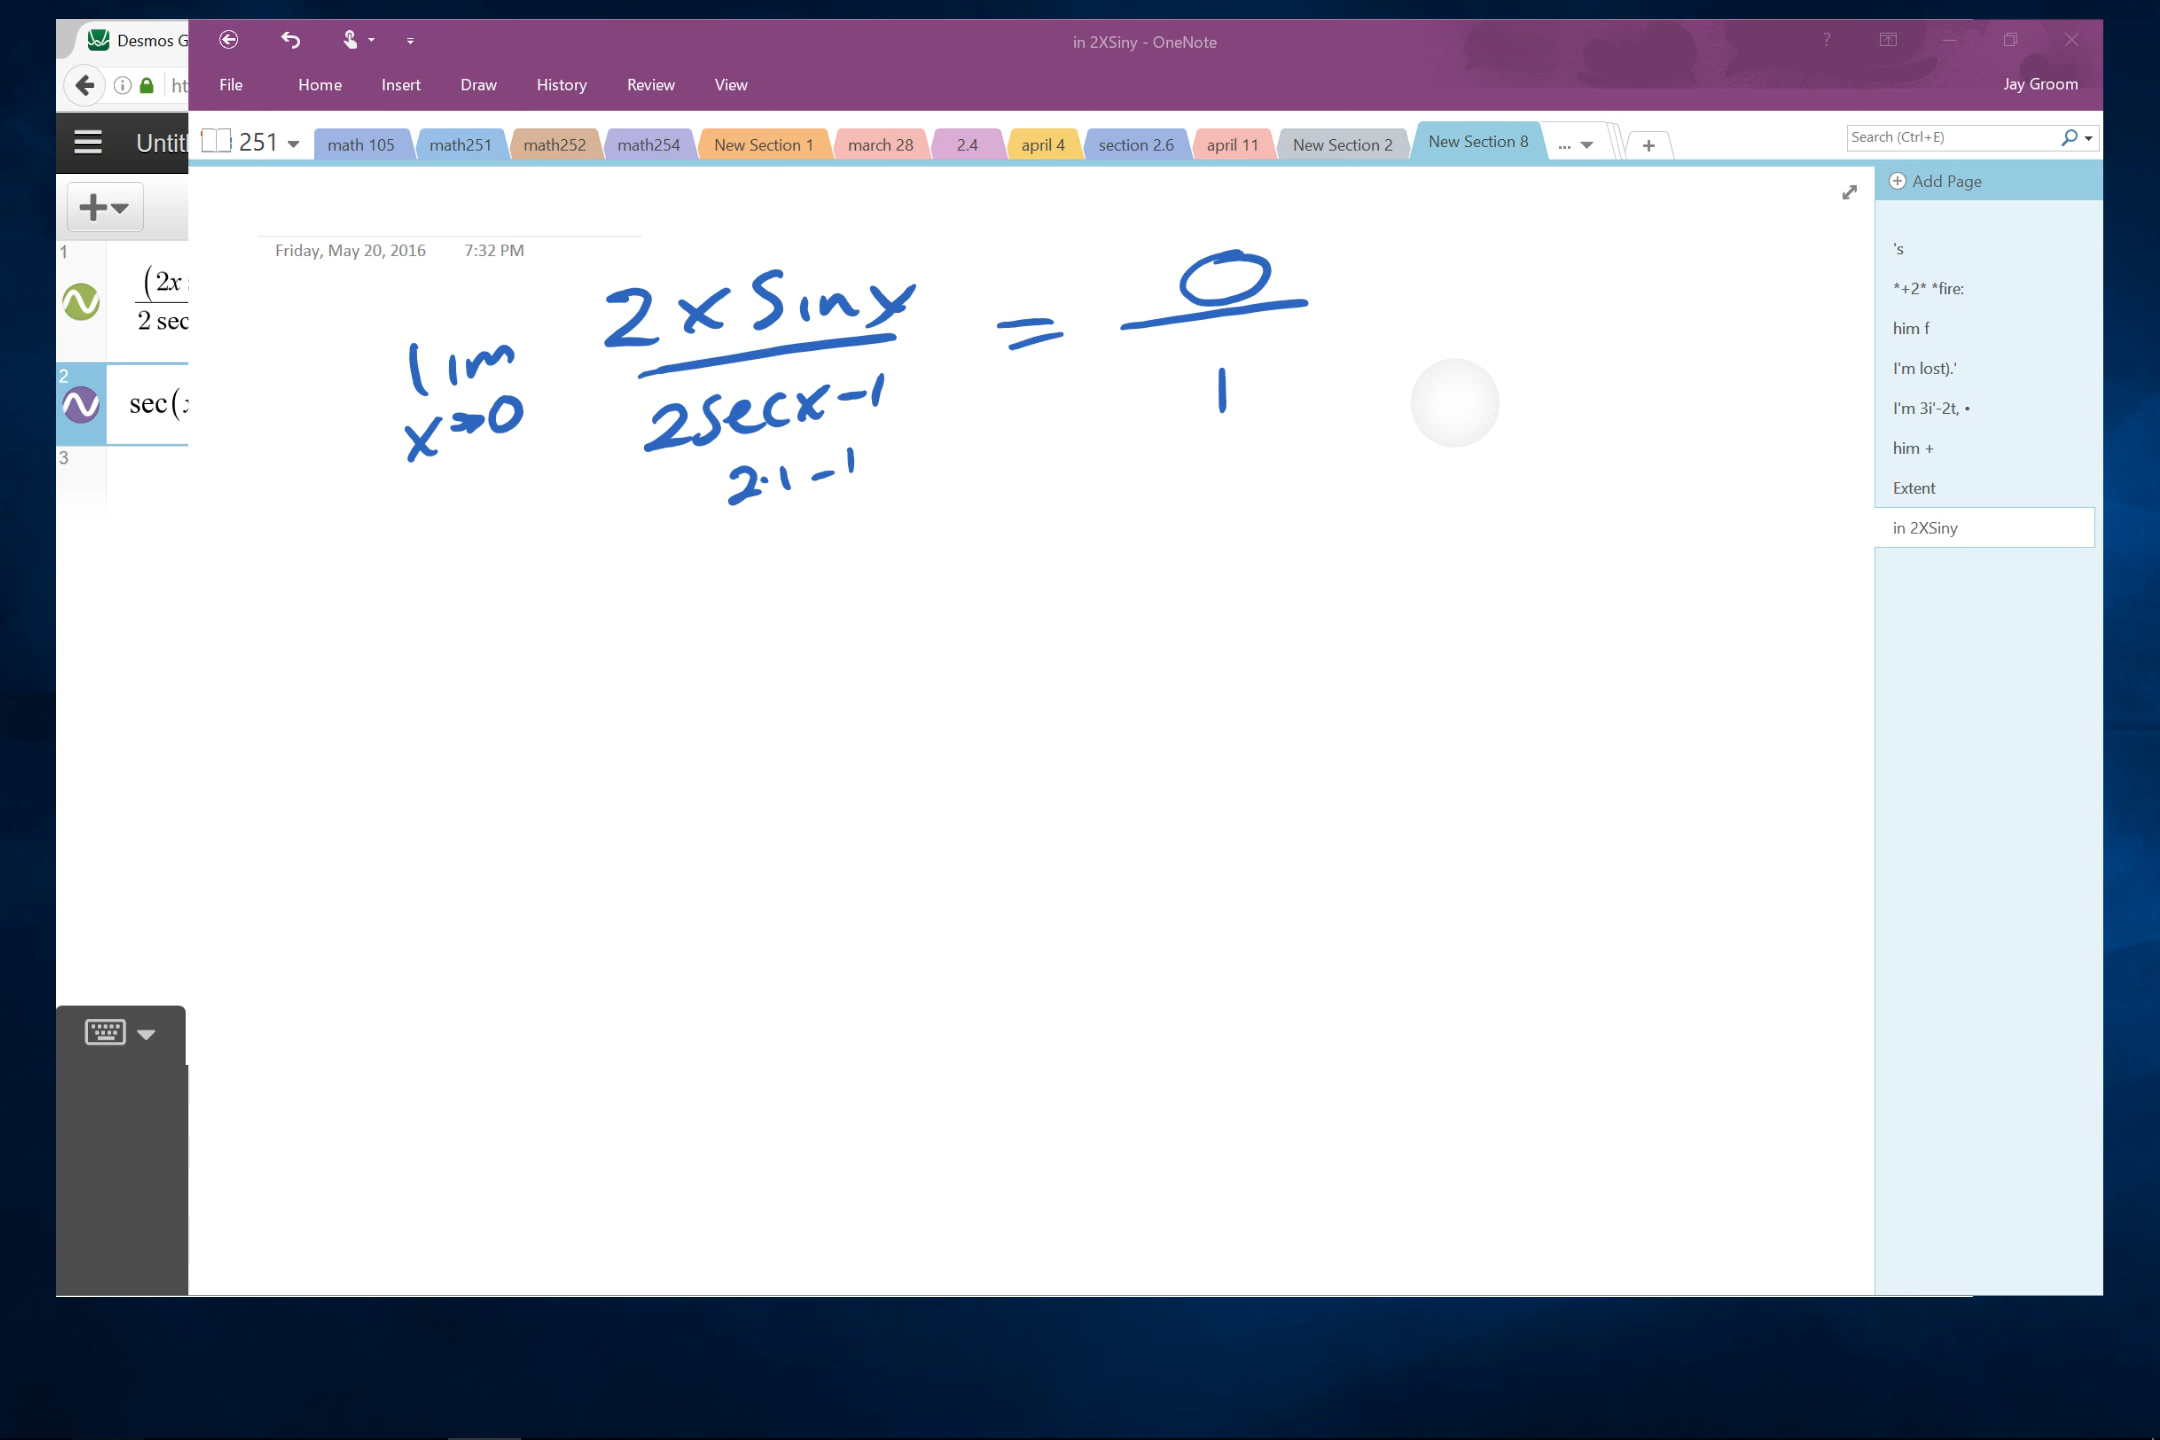 Desmos G
in 2XSiny - OneNote
?
File Home Insert Draw History Review View
Jay Groom
ht
Untitl
251
math 105 math251 math252 math254 New Section 1 march 28 2.4 april 4 section 2.6 april 11 New Section 2 New Section 8 ... +
Search (Ctrl+E)
Add Page
's
*+2* *fire:
him f
I'm lost).'
I'm 3i'-2t, •
him +
Extent
in 2XSiny
1
(2x
2 sec
2
sec(
3
Friday, May 20, 2016 7:32 PM
lim 2x Sin x = 0
x→0 2secx-1 1
2·1-1